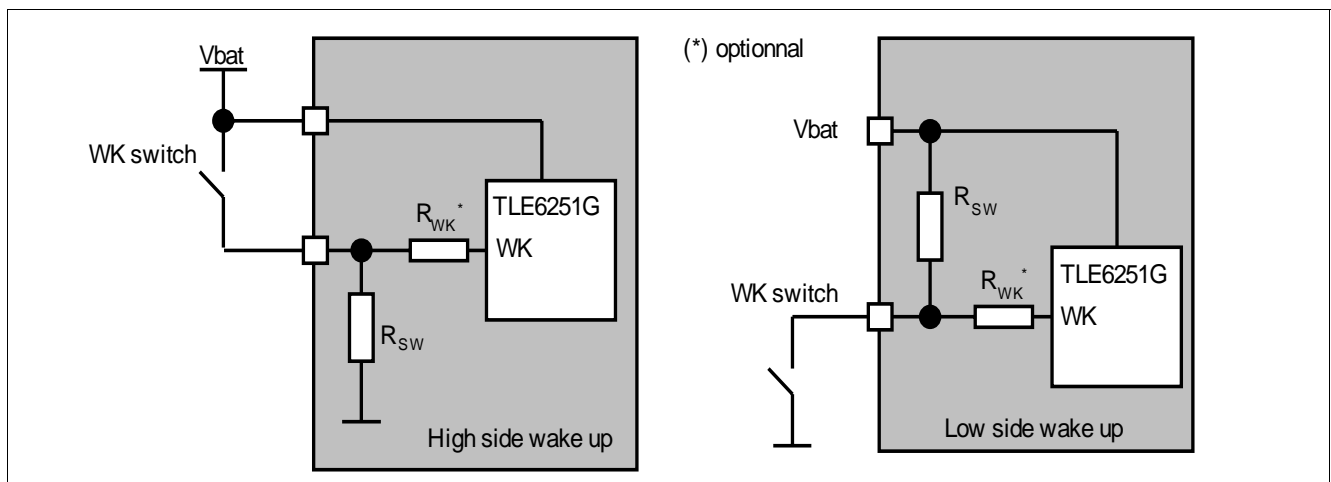 Vbat
WK switch
R_WK*
TLE6251G
WK
R_SW
High side wake up
(*) optionnal
Vbat
R_SW
WK switch
R_WK*
TLE6251G
WK
Low side wake up